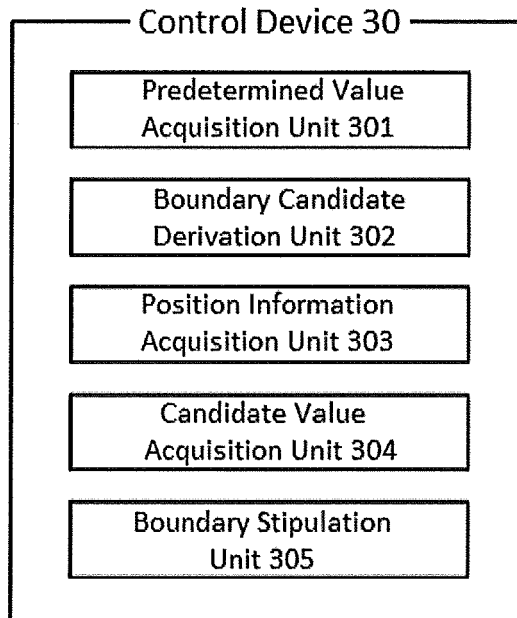 Control Device 30
Predetermined Value
Acquisition Unit 301
Boundary Candidate
Derivation Unit 302
Position Information
Acquisition Unit 303
Candidate Value
Acquisition Unit 304
Boundary Stipulation
Unit 305